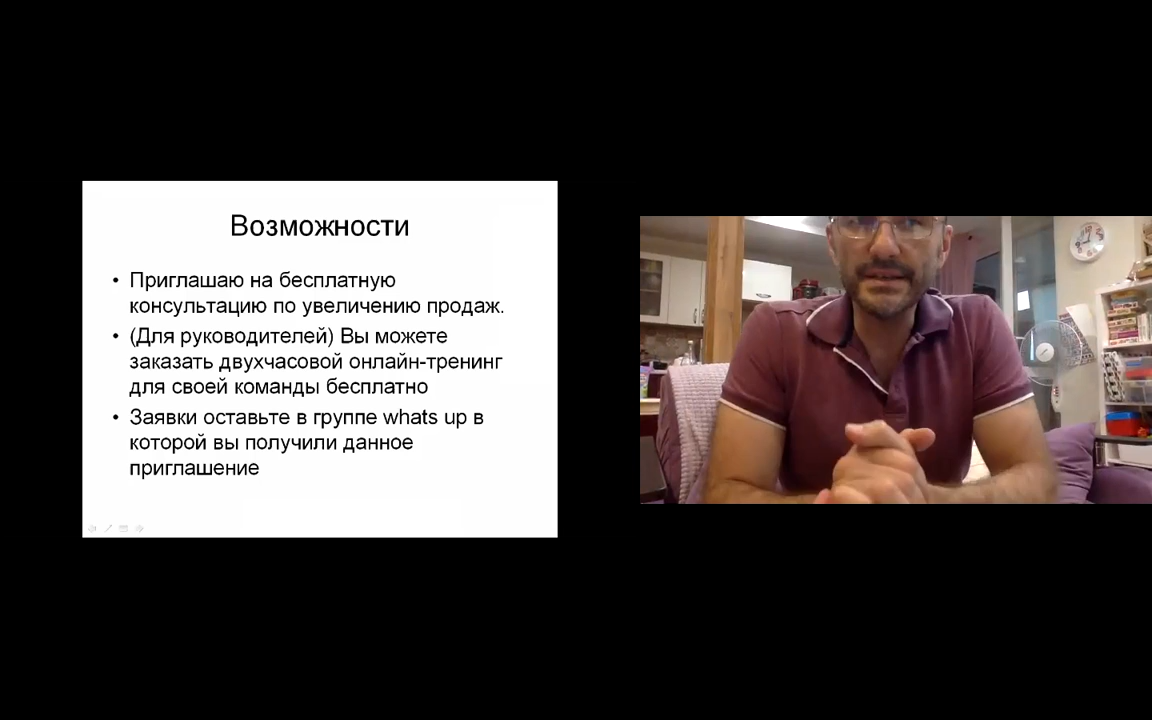 Возможности
• Приглашаю на бесплатную
консультацию по увеличению продаж.
• (Для руководителей) Вы можете
заказать двухчасовой онлайн-тренинг
для своей команды бесплатно
• Заявки оставьте в группе whats up в
которой вы получили данное
приглашение